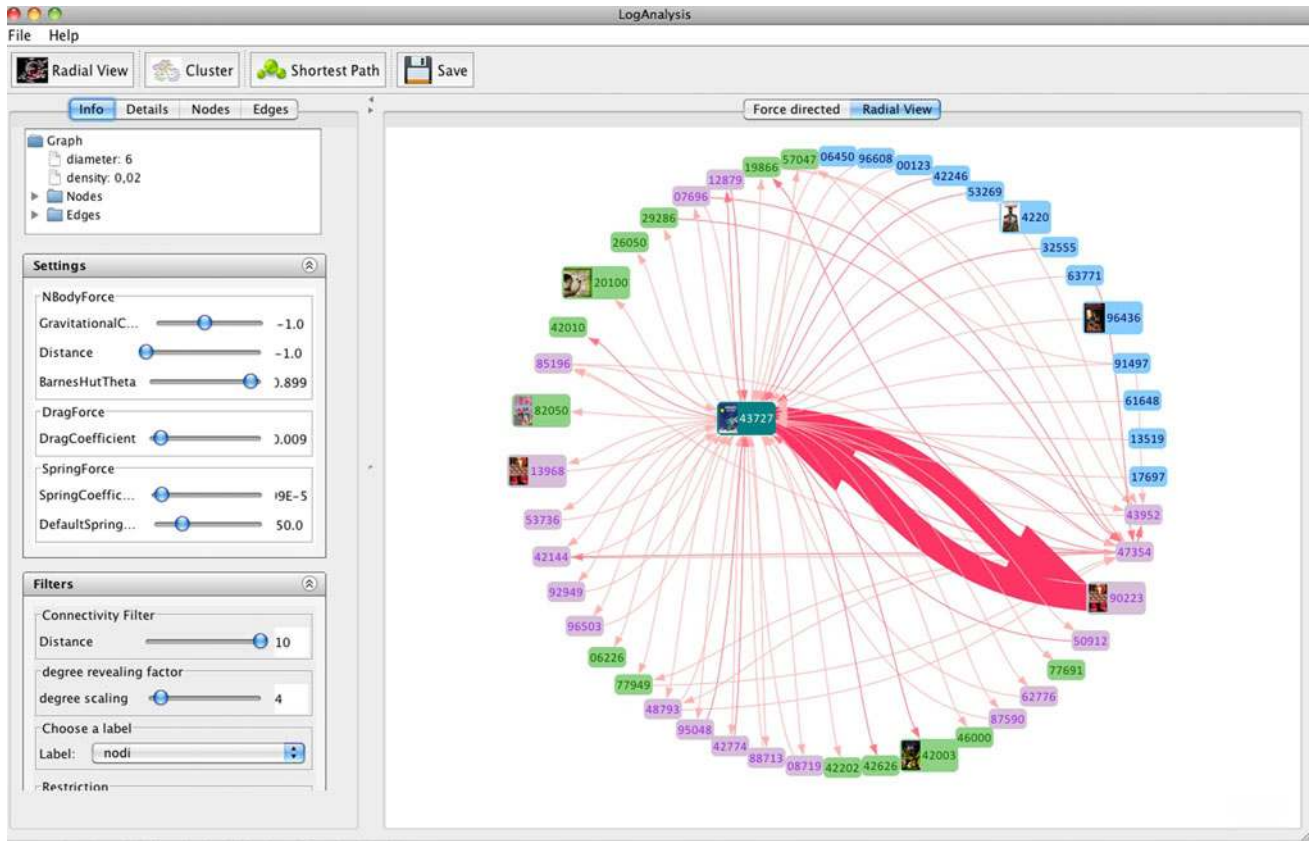 LogAnalysis
File Help
Radial View Cluster Shortest Path Save
Info Details Nodes Edges
Graph
diameter: 6
density: 0,02
Nodes
Edges
Settings
NBodyForce
GravitationalC... -1.0
Distance -1.0
BarnesHutTheta ).899
DragForce
DragCoefficient ).009
SpringForce
SpringCoeffic... 9E-5
DefaultSpring... 50.0
Filters
Connectivity Filter
Distance 10
degree revealing factor
degree scaling 4
Choose a label
Label: nodi
Restriction
Force directed Radial View
06450
96608
00123
42246
53269
4220
32555
63771
96436
91497
61648
13519
17697
43952
47354
90223
50912
77691
62776
87590
46000
42003
42626
42202
08719
88713
42774
95048
48793
77949
06226
96503
92949
42144
53736
13968
82050
85196
42010
20100
26050
29286
07696
12879
19866
57047
43727